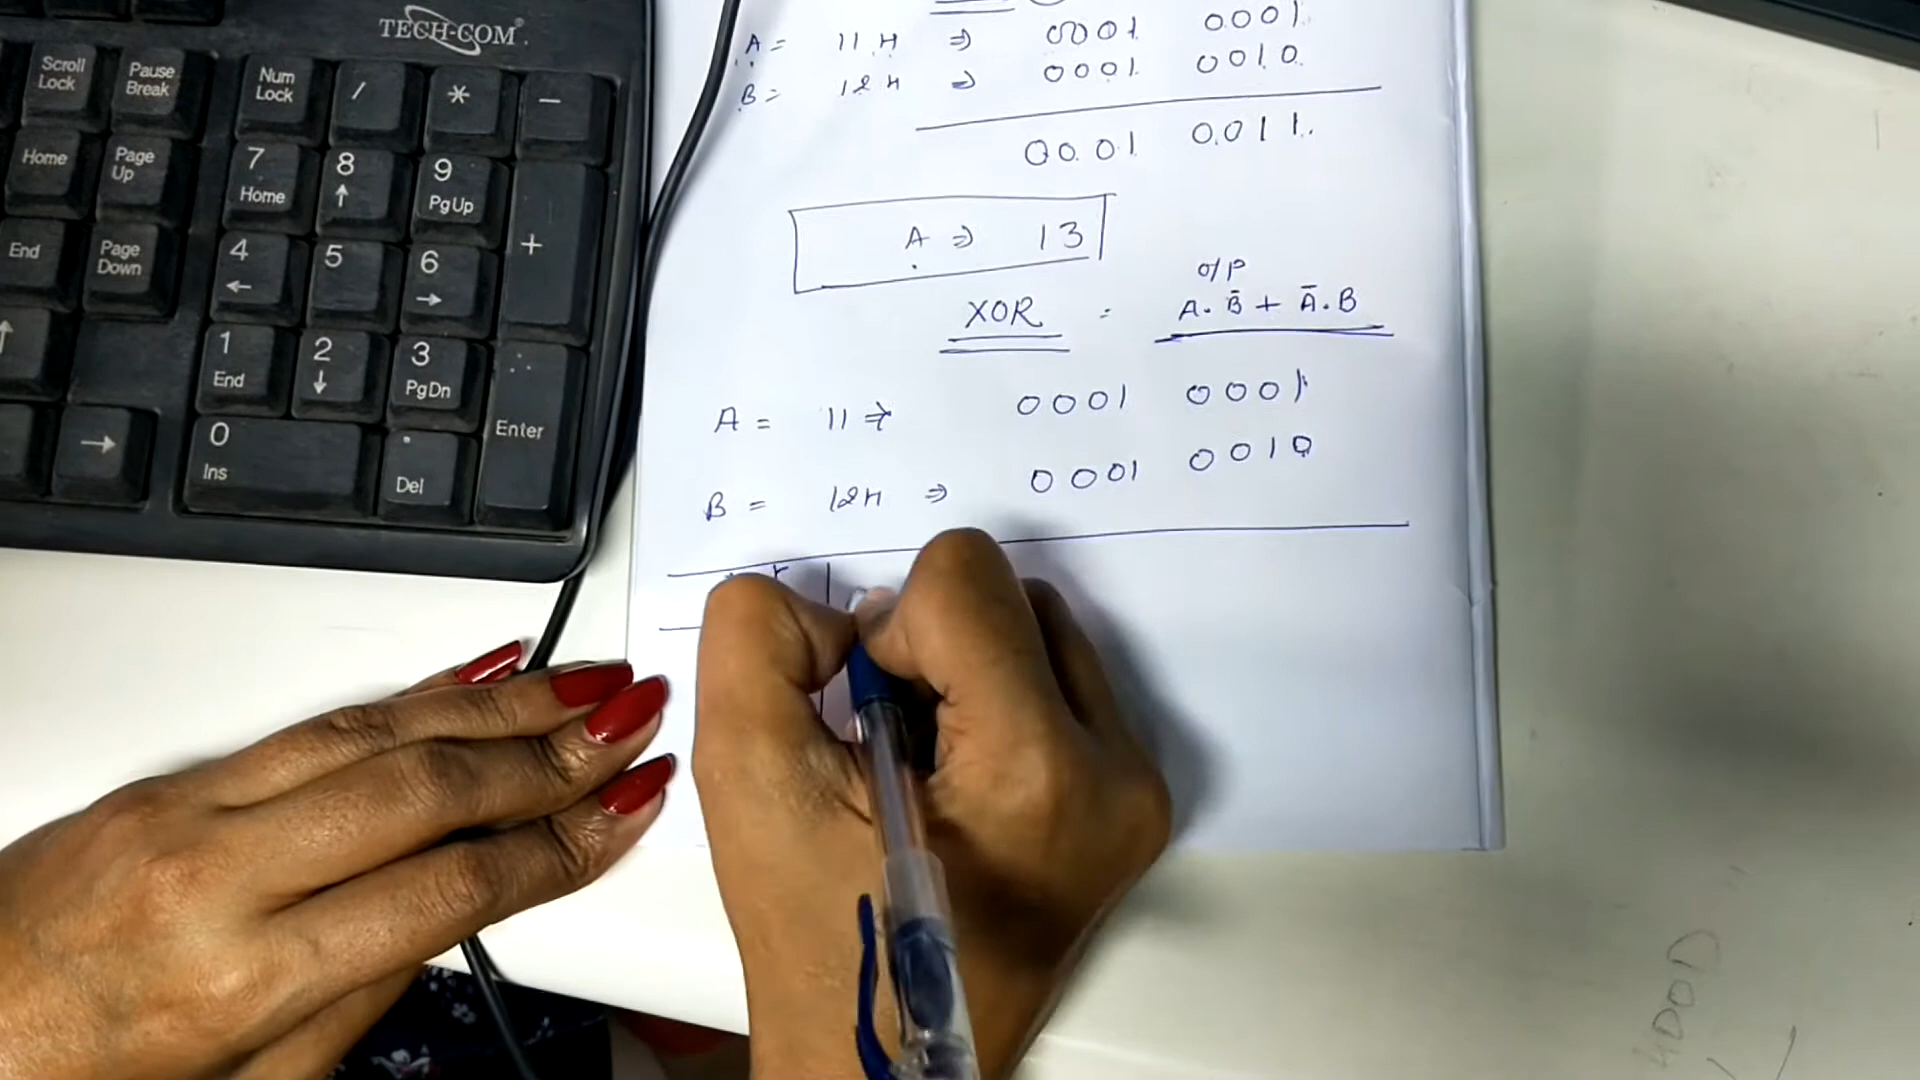 TECH-COM®
Scroll Lock
Pause Break
Num Lock
/
*
-
Home
Page Up
7 Home
8 ↑
9 PgUp
+
End
Page Down
4 ←
5
6 →
1 End
2 ↓
3 PgDn
Enter
0 Ins
. Del
→
A = 11 H ⇒ 0001 0001
B = 12H ⇒ 0001 0010
0001 0011
A ⇒ 13
o/p
XOR = A.B̄ + Ā.B
A = 11 ⇒ 0001 0001
B = 12H ⇒ 0001 0010